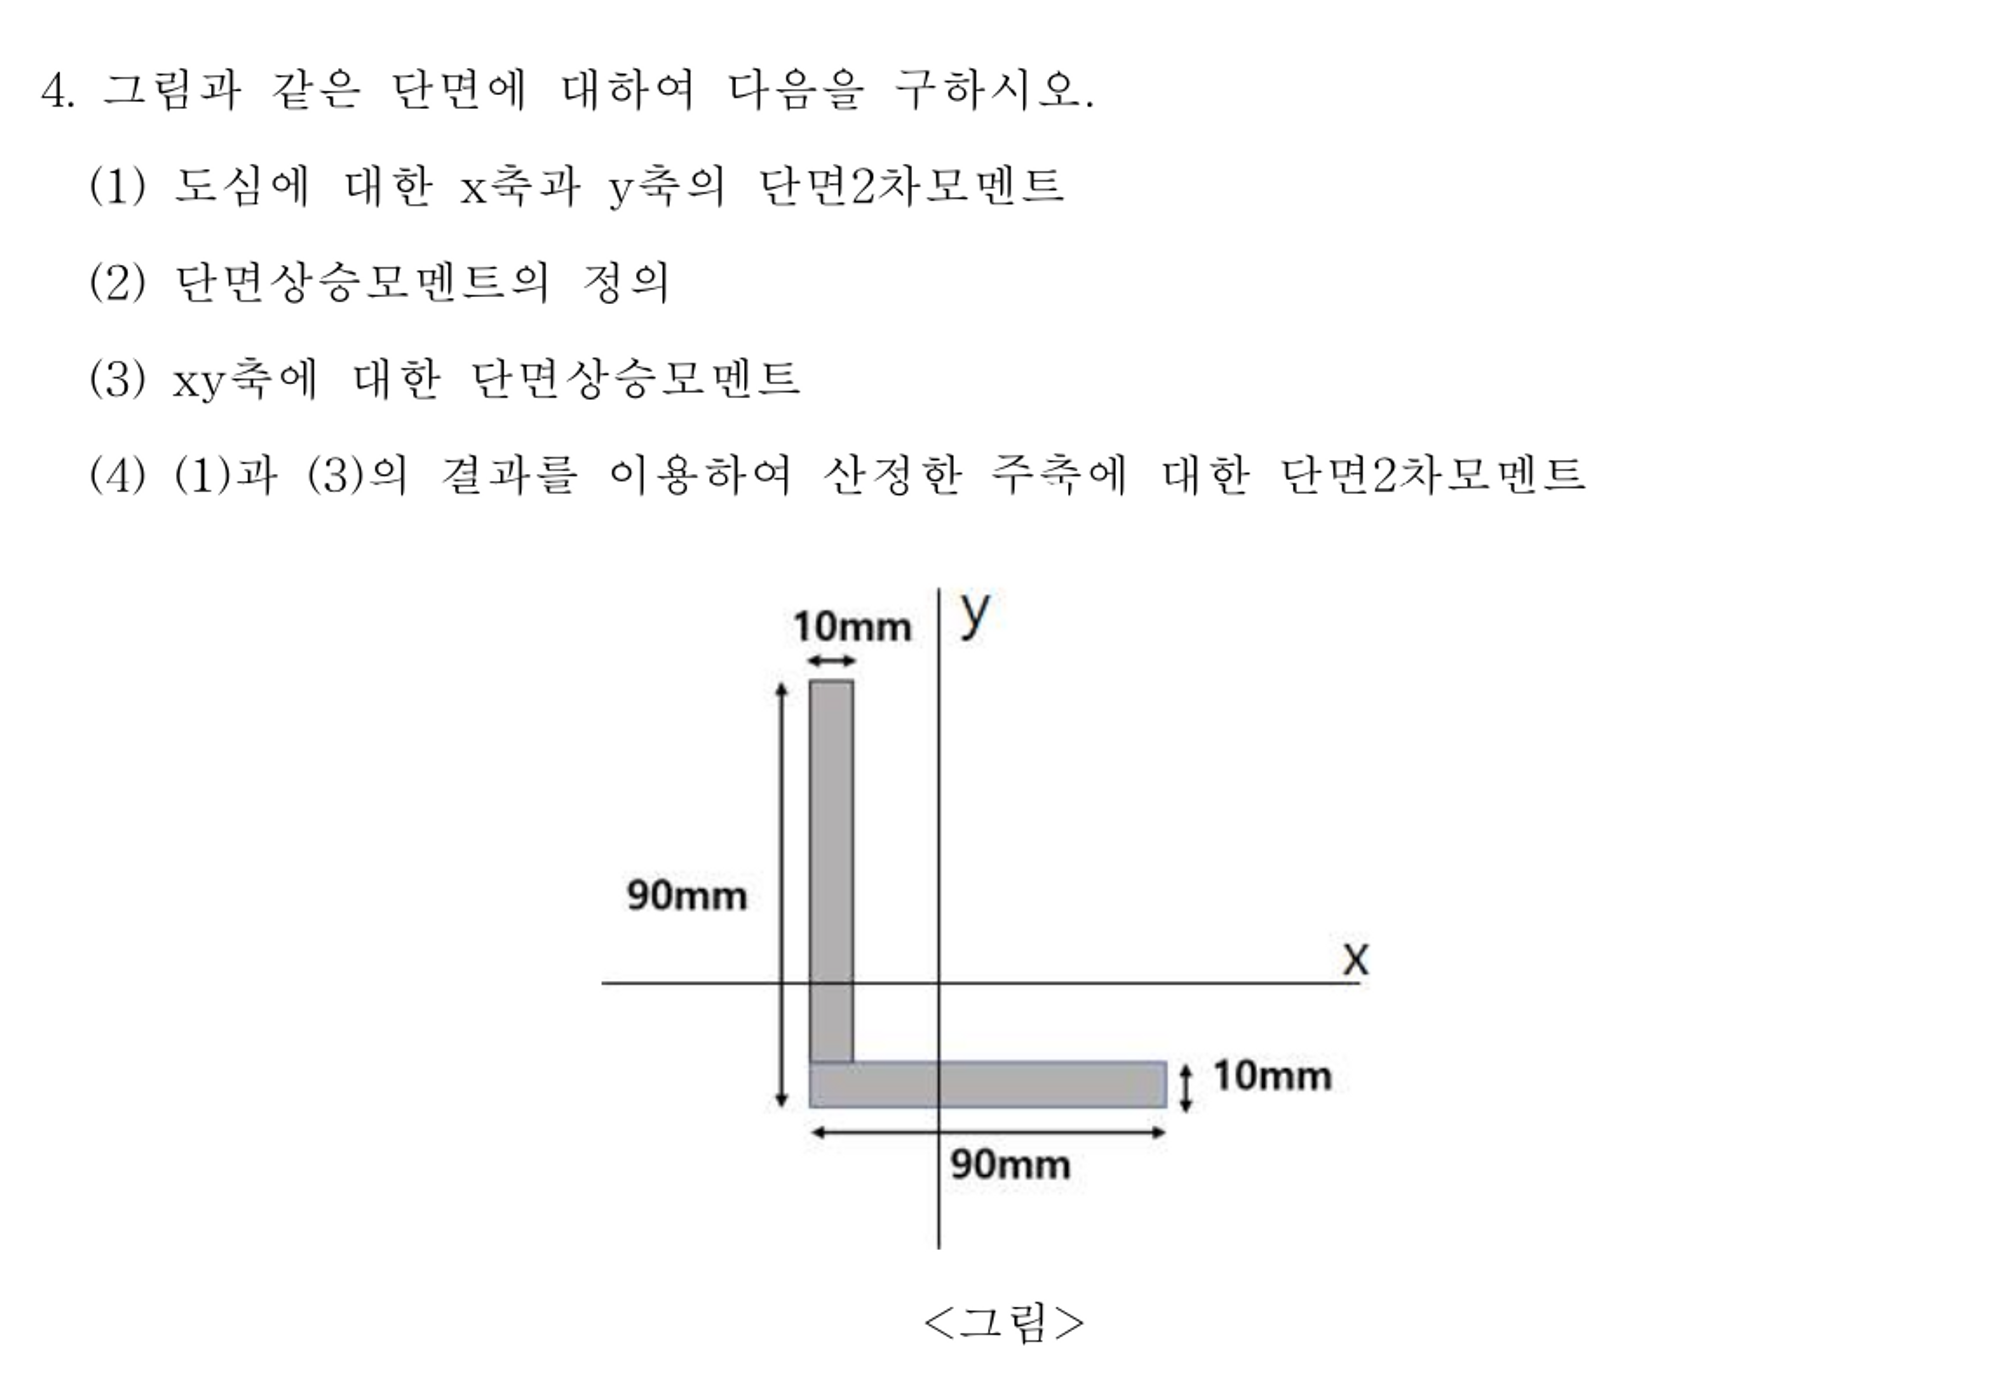 4. 그림과 같은 단면에 대하여 다음을 구하시오.
(1) 도심에 대한 x축과 y축의 단면2차모멘트
(2) 단면상승모멘트의 정의
(3) xy축에 대한 단면상승모멘트
(4) (1)과 (3)의 결과를 이용하여 산정한 주축에 대한 단면2차모멘트
y
10mm
90mm
x
10mm
90mm
<그림>